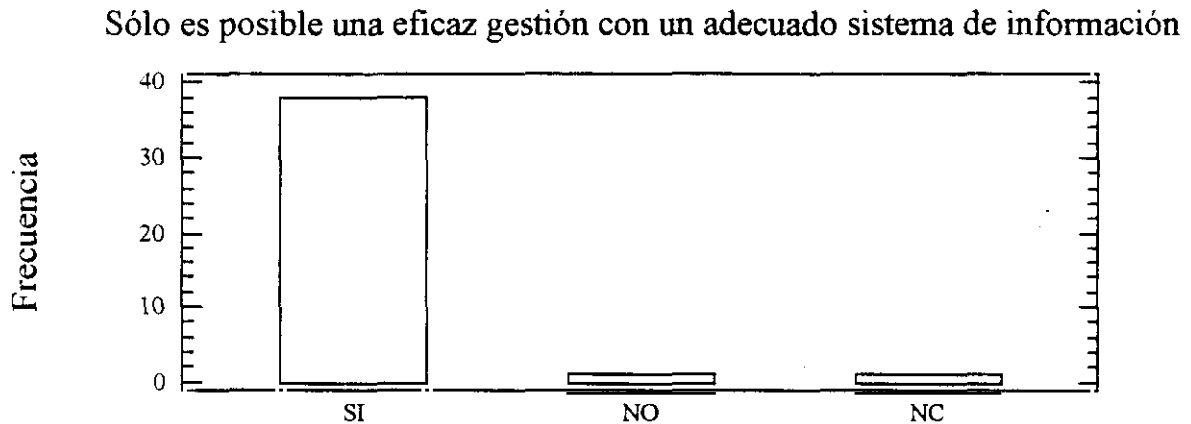 Sólo es posible una eficaz gestión con un adecuado sistema de información
Frecuencia
40
30
20
10
0
SI NO NC